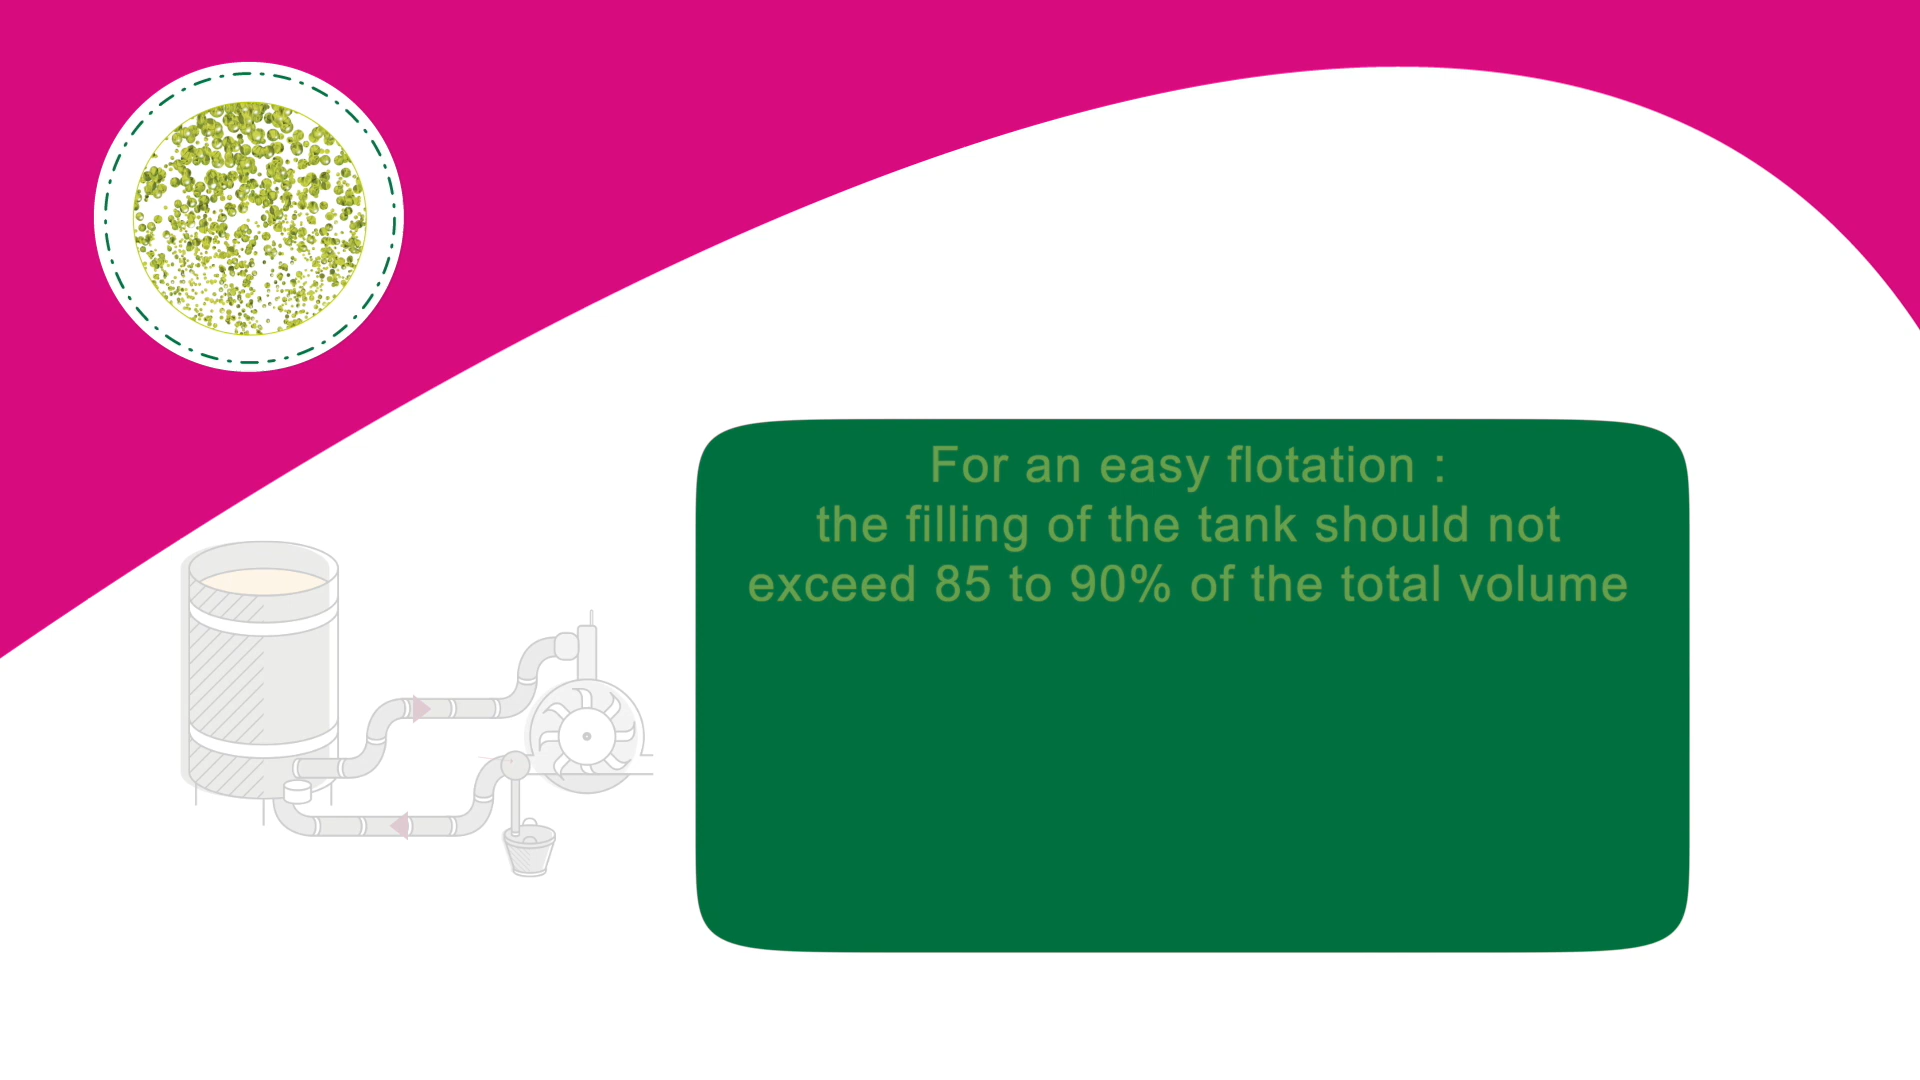 For an easy flotation :
the filling of the tank should not
exceed 85 to 90% of the total volume